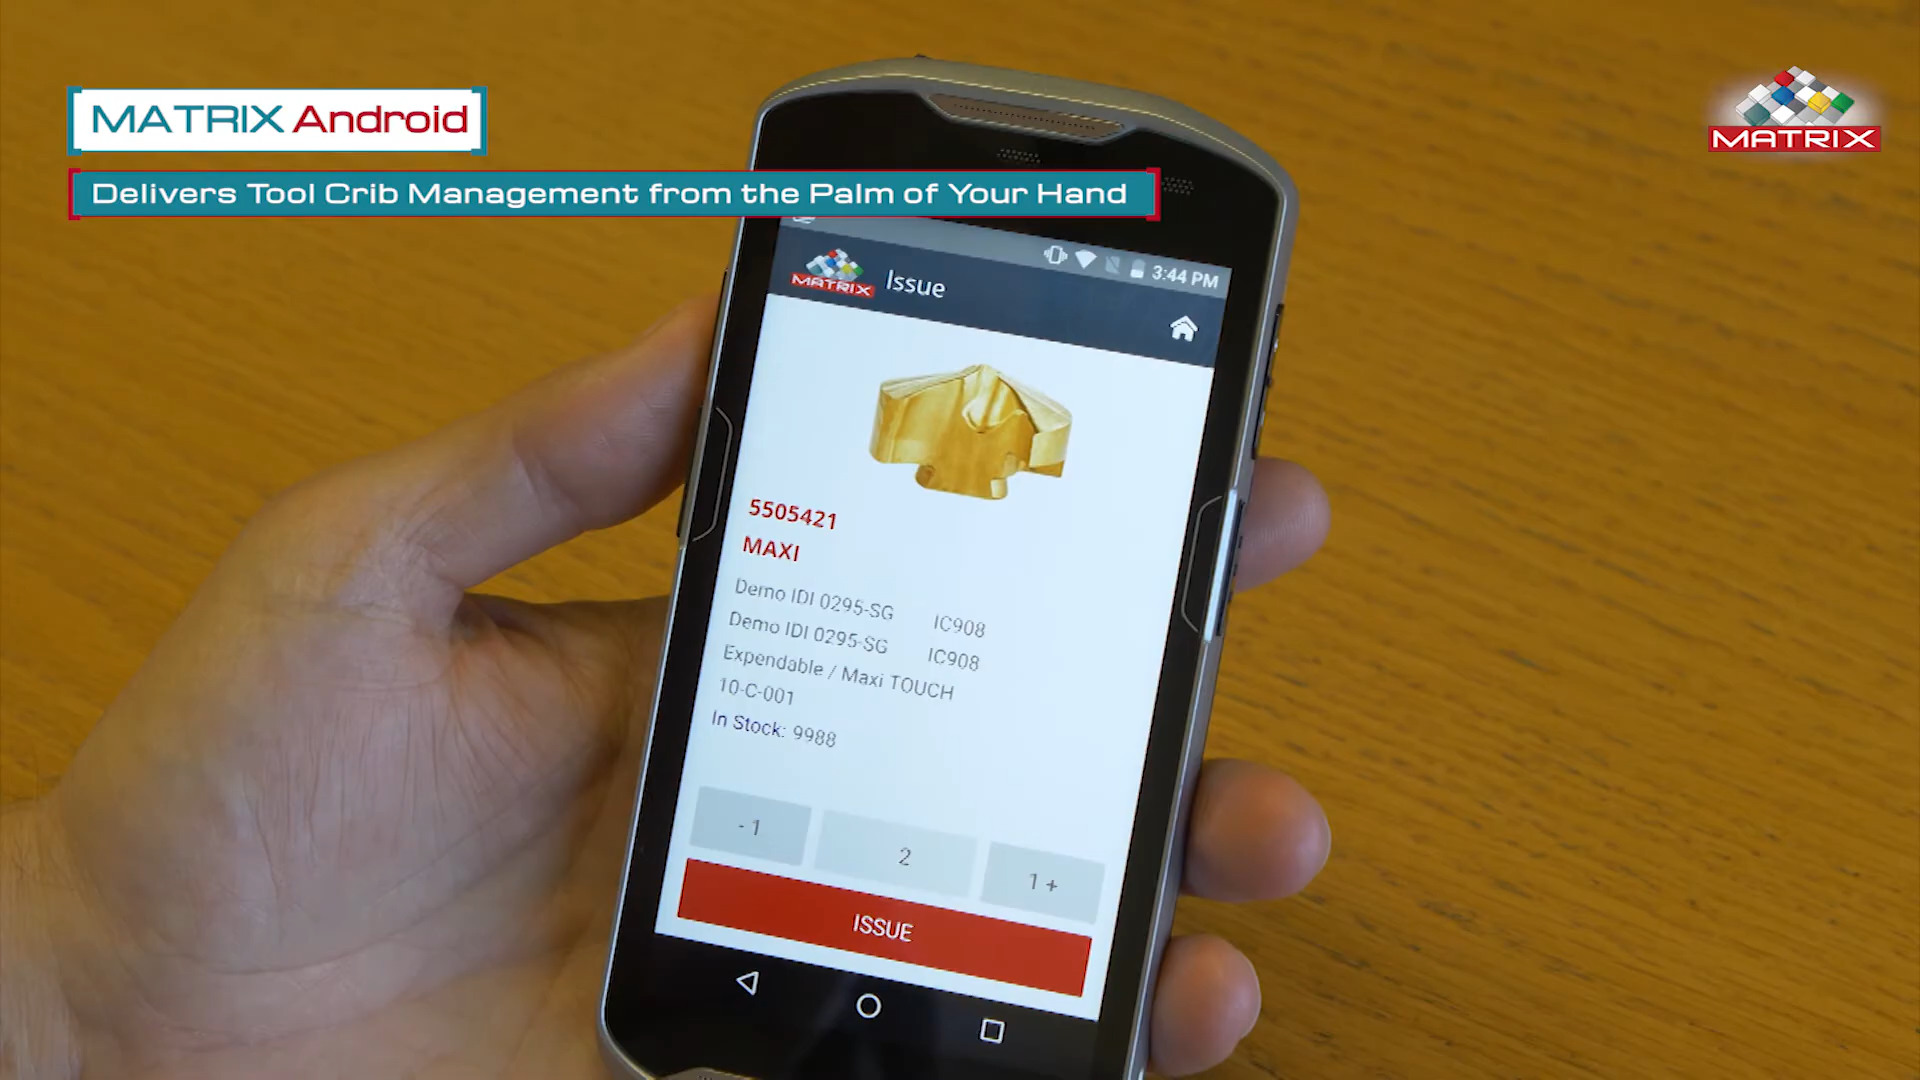 MATRIX Android
MATRIX
Delivers Tool Crib Management from the Palm of Your Hand
3:44 PM
MATRIX Issue
5505421
MAXI
Demo IDI 0295-SG IC908
Demo IDI 0295-SG IC908
Expendable / Maxi TOUCH
10-C-001
In Stock: 9988
- 1 2 1 +
ISSUE